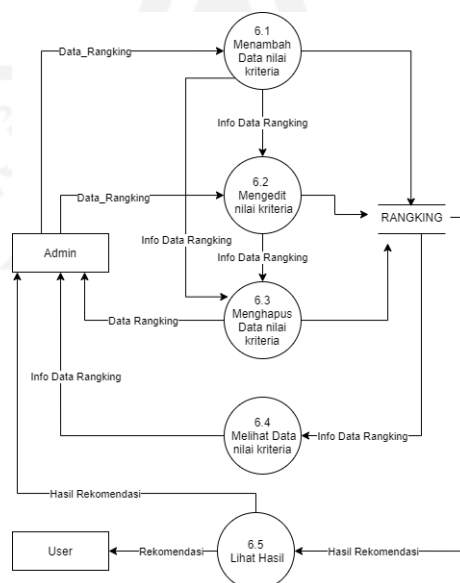 6.1
Menambah
Data nilai
kriteria
Data_Rangking
Info Data Rangking
6.2
Mengedit
nilai kriteria
Data_Rangking
RANGKING
Info Data Rangking
Admin
Info Data Rangking
6.3
Menghapus
Data nilai
kriteria
Data Rangking
Info Data Rangking
6.4
Melihat Data
nilai kriteria
Info Data Rangking
Hasil Rekomendasi
User
Rekomendasi
6.5
Lihat Hasil
Hasil Rekomendasi